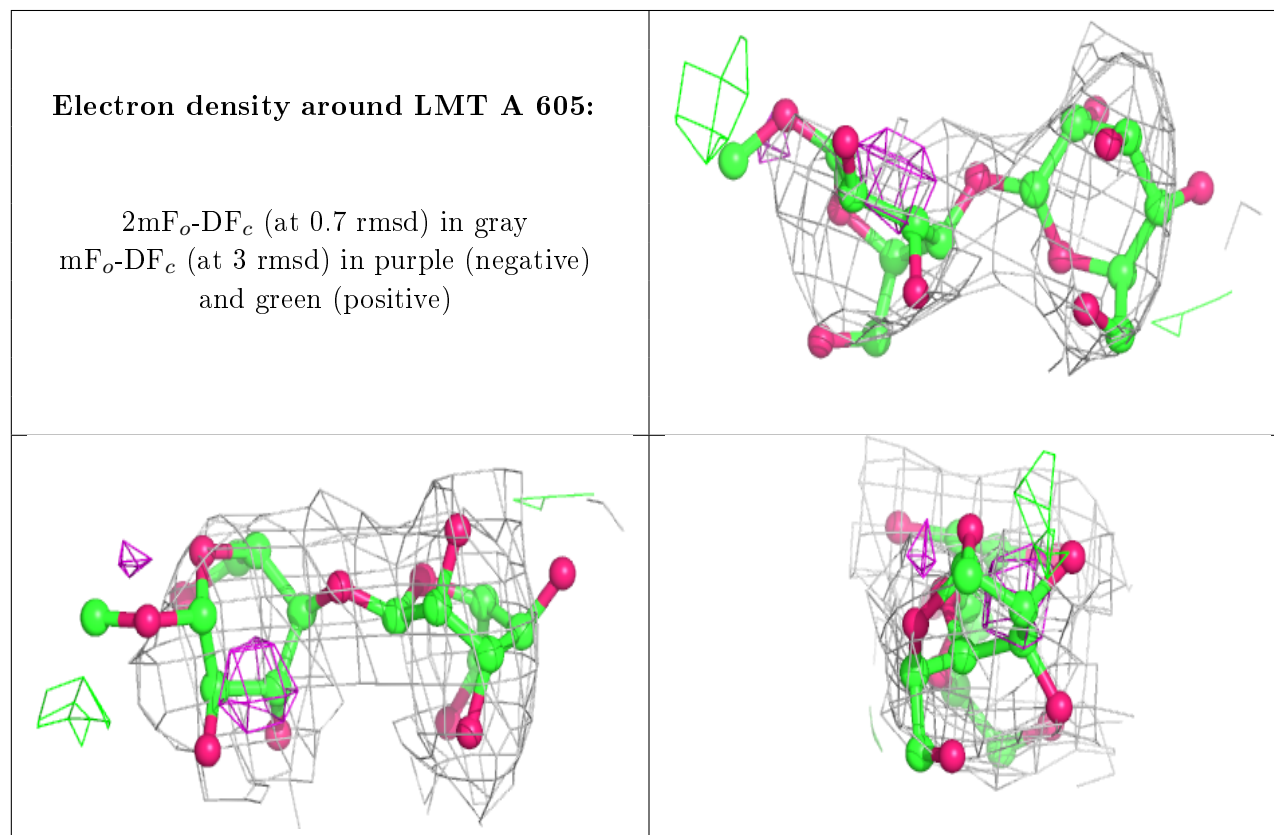 Electron density around LMT A 605:
2mFₒ-DF𝒸 (at 0.7 rmsd) in gray
mFₒ-DF𝒸 (at 3 rmsd) in purple (negative)
and green (positive)